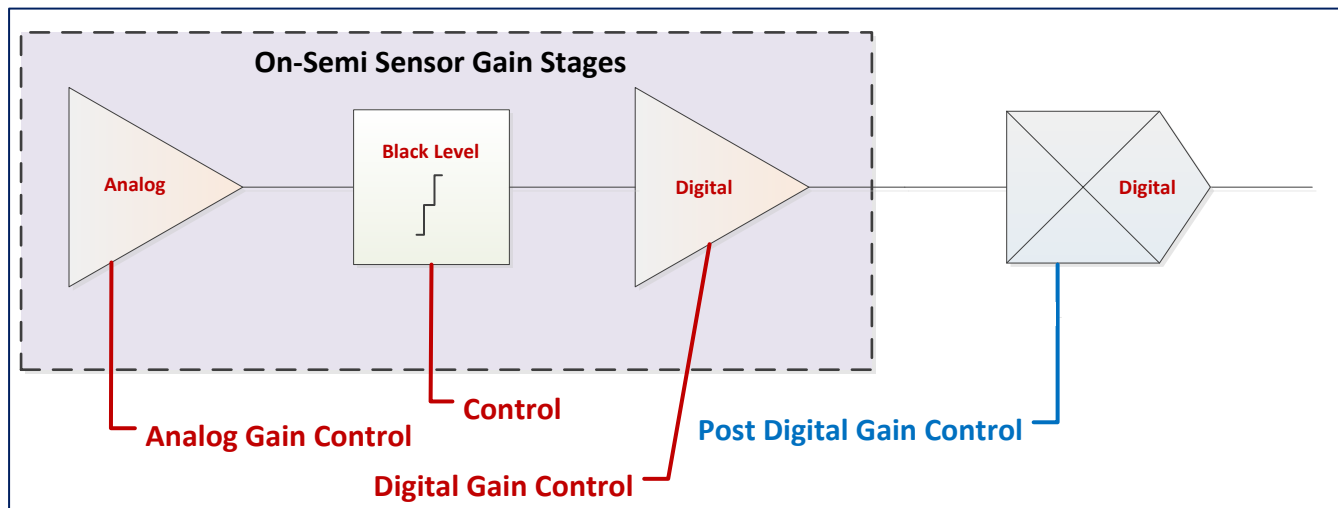 On-Semi Sensor Gain Stages
Analog
Black Level
Digital
Digital
Control
Analog Gain Control
Post Digital Gain Control
Digital Gain Control